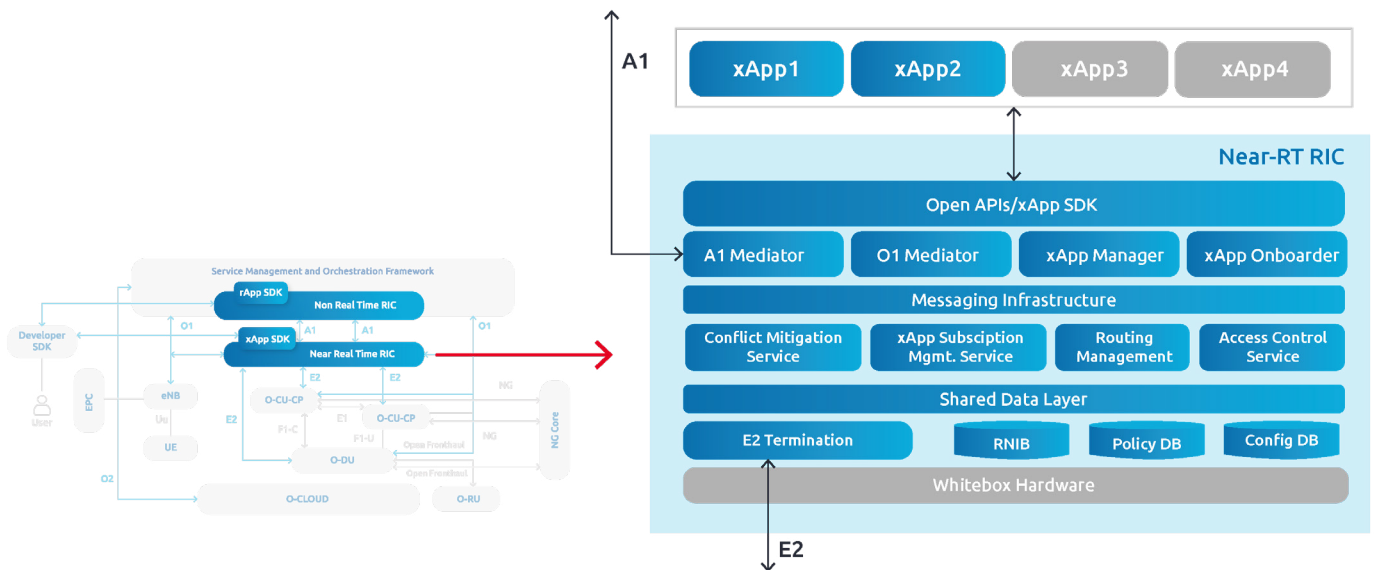 A1
xApp1
xApp2
xApp3
xApp4
Near-RT RIC
Open APIs/xApp SDK
A1 Mediator
O1 Mediator
xApp Manager
xApp Onboarder
Messaging Infrastructure
Conflict Mitigation
Service
xApp Subsciption
Mgmt. Service
Routing
Management
Access Control
Service
Shared Data Layer
E2 Termination
RNIB
Policy DB
Config DB
Whitebox Hardware
E2
Service Management and Orchestration Framework
rApp SDK
Non Real Time RIC
O1
A1
A1
O1
Developer
SDK
xApp SDK
Near Real Time RIC
User
EPC
eNB
Uu
UE
E2
E2
E2
O-CU-CP
E1
O-CU-CP
NG
NG
NG Core
F1-C
F1-U
Open Fronthaul
O-DU
Open Fronthaul
O2
O-CLOUD
O-RU